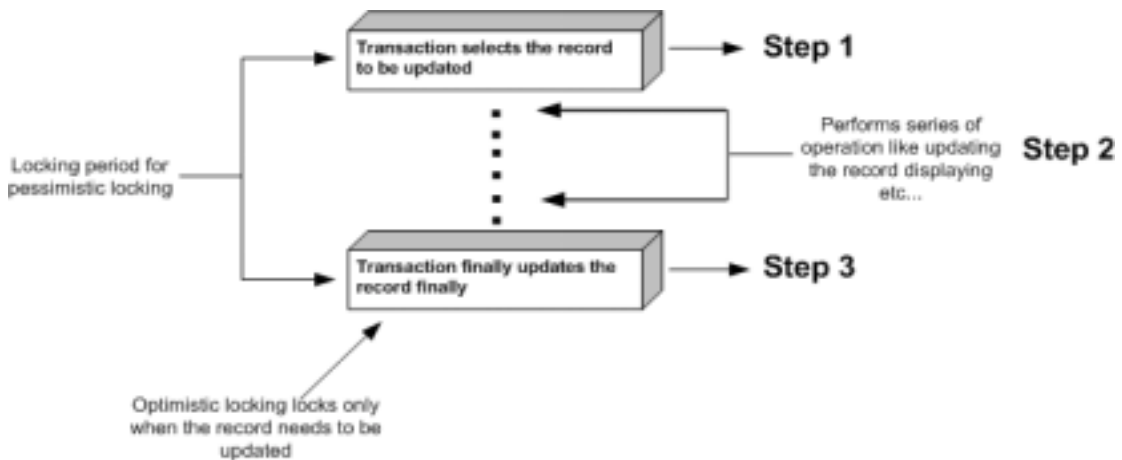 Transaction selects the record
to be updated
Step 1
Locking period for
pessimistic locking
Performs series of
operation like updating
the record displaying
etc...
Step 2
Transaction finally updates the
record finally
Step 3
Optimistic locking locks only
when the record needs to be
updated